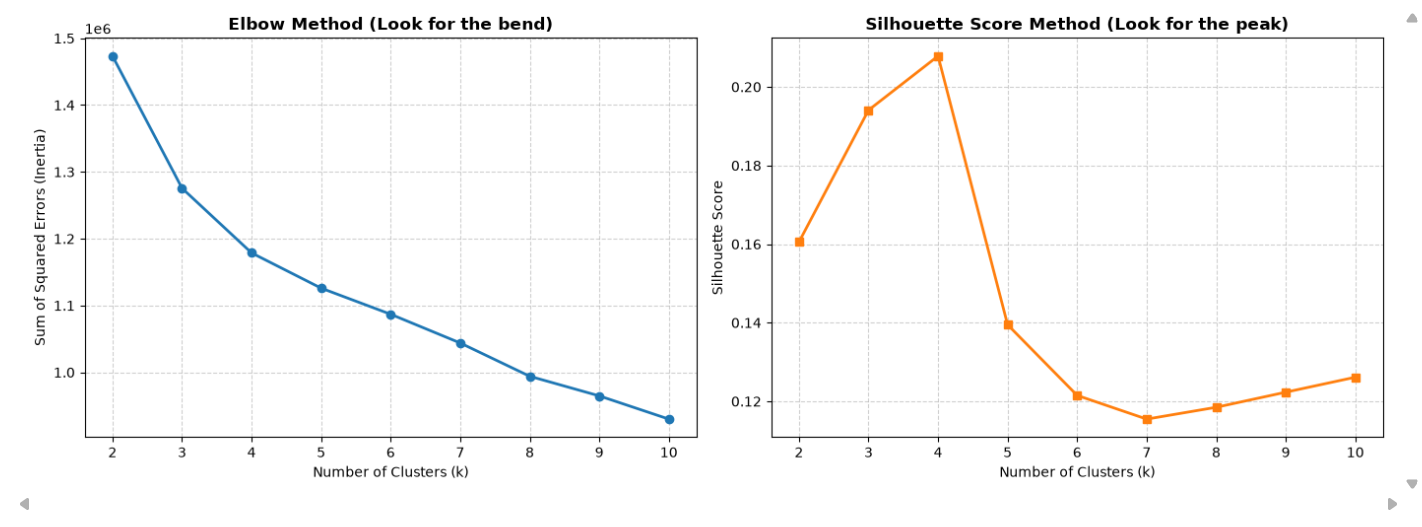 Elbow Method (Look for the bend)
1e6
1.5
1.4
1.3
1.2
1.1
1.0
Sum of Squared Errors (Inertia)
2 3 4 5 6 7 8 9 10
Number of Clusters (k)
Silhouette Score Method (Look for the peak)
0.20
0.18
0.16
0.14
0.12
Silhouette Score
2 3 4 5 6 7 8 9 10
Number of Clusters (k)